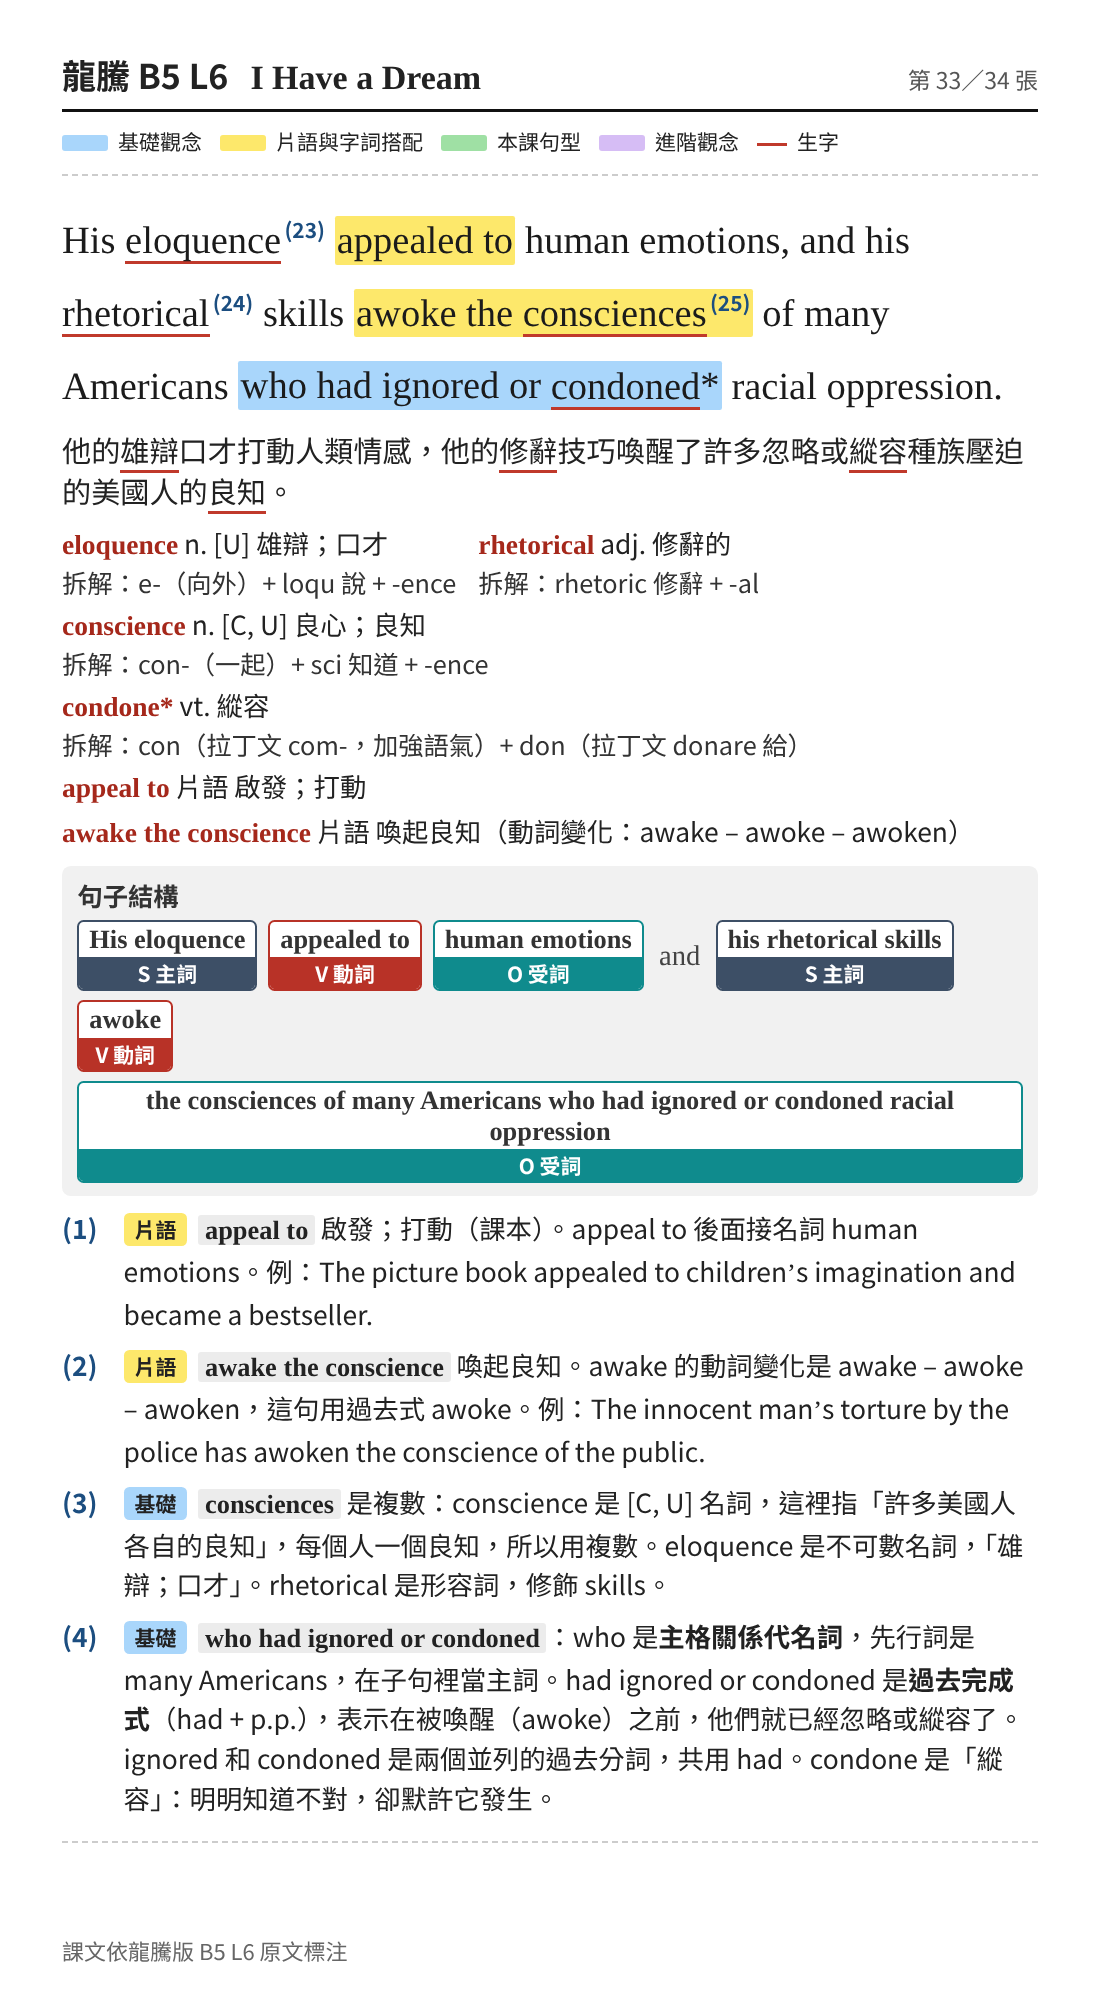 龍騰 B5 L6 I Have a Dream
第 33／34 張
基礎觀念 片語與字詞搭配 本課句型 進階觀念 生字
His eloquence(23) appealed to human emotions, and his
rhetorical(24) skills awoke the consciences(25) of many
Americans who had ignored or condoned* racial oppression.
他的雄辯口才打動人類情感，他的修辭技巧喚醒了許多忽略或縱容種族壓迫
的美國人的良知。
eloquence n. [U] 雄辯；口才 rhetorical adj. 修辭的
拆解：e-（向外）+ loqu 說 + -ence 拆解：rhetoric 修辭 + -al
conscience n. [C, U] 良心；良知
拆解：con-（一起）+ sci 知道 + -ence
condone* vt. 縱容
拆解：con（拉丁文 com-，加強語氣）+ don（拉丁文 donare 給）
appeal to 片語 啟發；打動
awake the conscience 片語 喚起良知（動詞變化：awake – awoke – awoken）
句子結構
His eloquence appealed to human emotions and his rhetorical skills
S 主詞 V 動詞 O 受詞 S 主詞
awoke
V 動詞
the consciences of many Americans who had ignored or condoned racial
oppression
O 受詞
(1) 片語 appeal to 啟發；打動（課本）。appeal to 後面接名詞 human
emotions。例：The picture book appealed to children’s imagination and
became a bestseller.
(2) 片語 awake the conscience 喚起良知。awake 的動詞變化是 awake – awoke
– awoken，這句用過去式 awoke。例：The innocent man’s torture by the
police has awoken the conscience of the public.
(3) 基礎 consciences 是複數：conscience 是 [C, U] 名詞，這裡指「許多美國人
各自的良知」，每個人一個良知，所以用複數。eloquence 是不可數名詞，「雄
辯；口才」。rhetorical 是形容詞，修飾 skills。
(4) 基礎 who had ignored or condoned ：who 是主格關係代名詞，先行詞是
many Americans，在子句裡當主詞。had ignored or condoned 是過去完成
式（had + p.p.），表示在被喚醒（awoke）之前，他們就已經忽略或縱容了。
ignored 和 condoned 是兩個並列的過去分詞，共用 had。condone 是「縱
容」：明明知道不對，卻默許它發生。
課文依龍騰版 B5 L6 原文標注